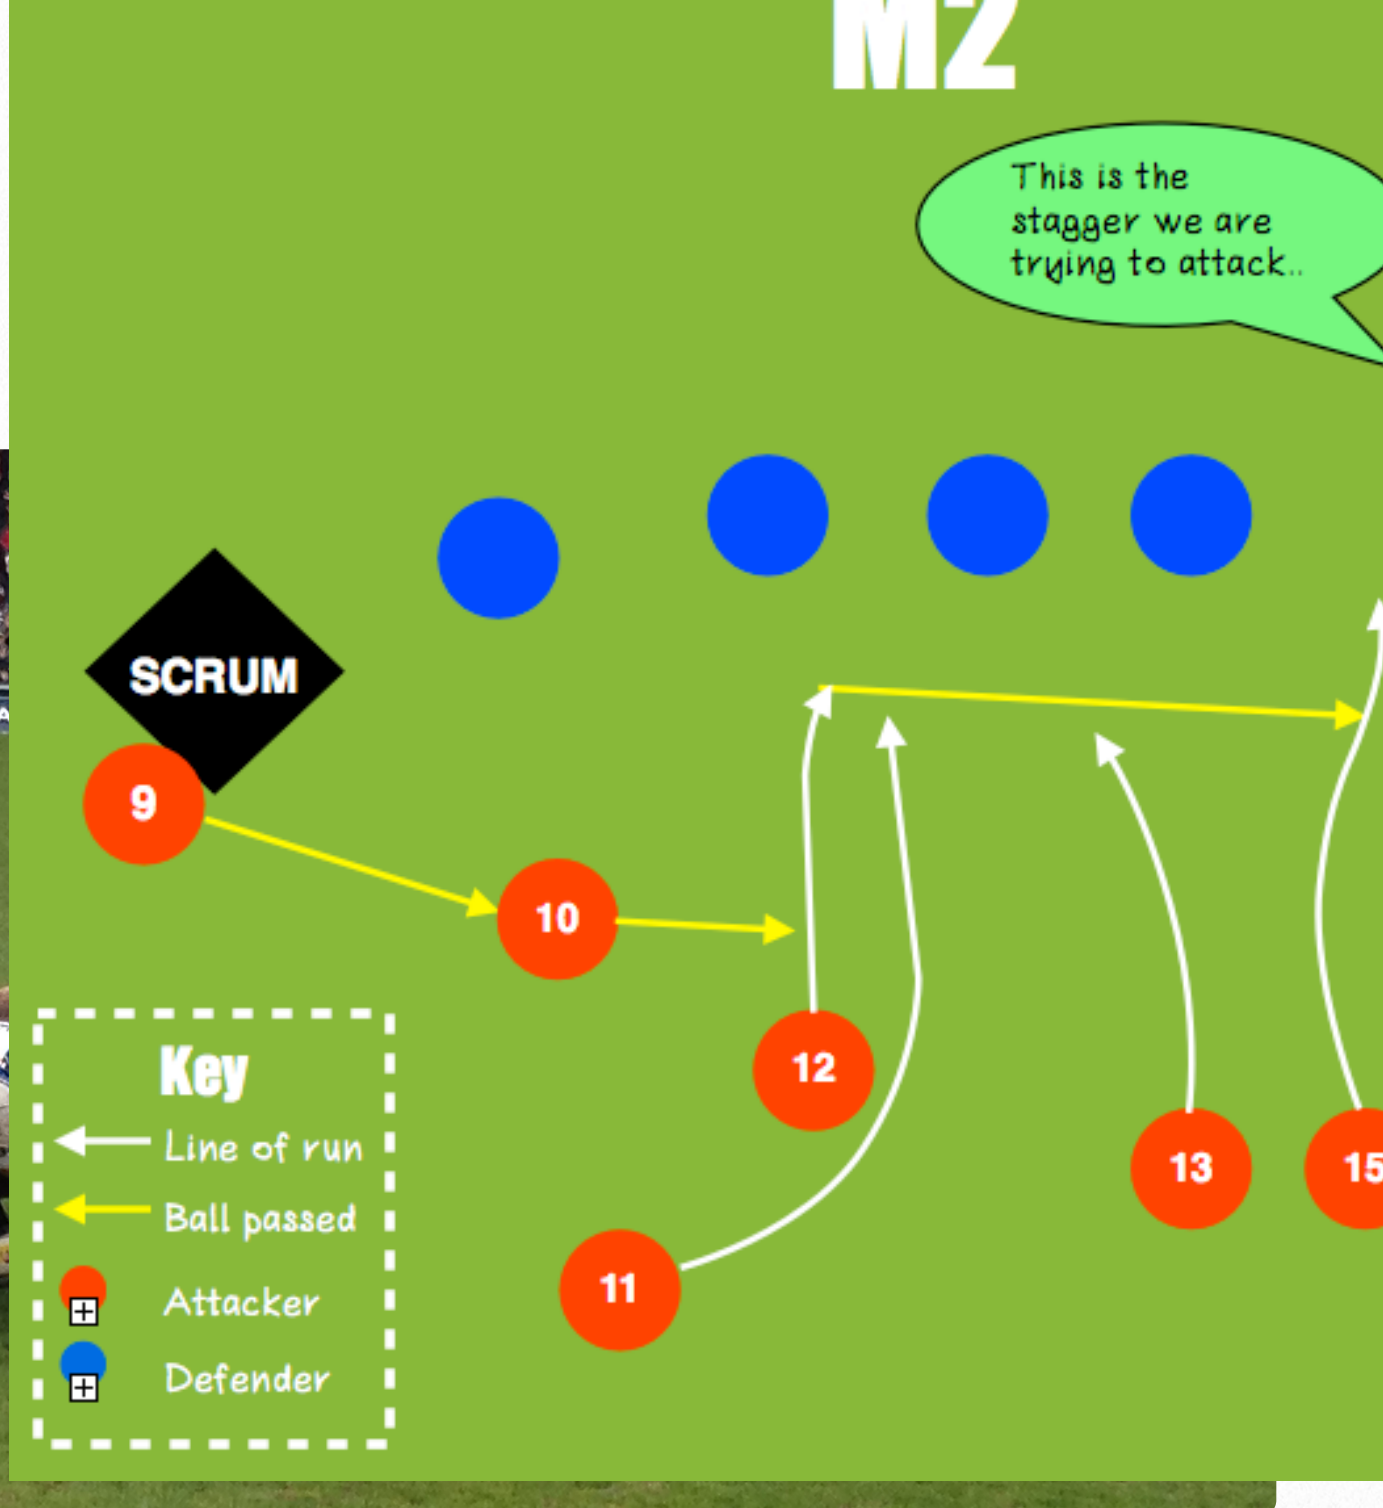 M2
This is the
stagger we are
trying to attack..
SCRUM
9
10
12
13
15
11
Key
Line of run
Ball passed
Attacker
Defender